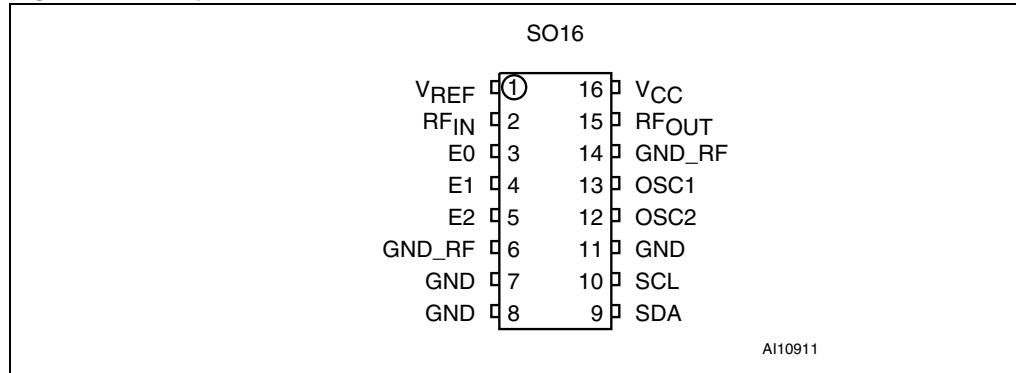 SO16
VREF 1 16 VCC
RFIN 2 15 RFOUT
E0 3 14 GND_RF
E1 4 13 OSC1
E2 5 12 OSC2
GND_RF 6 11 GND
GND 7 10 SCL
GND 8 9 SDA
AI10911